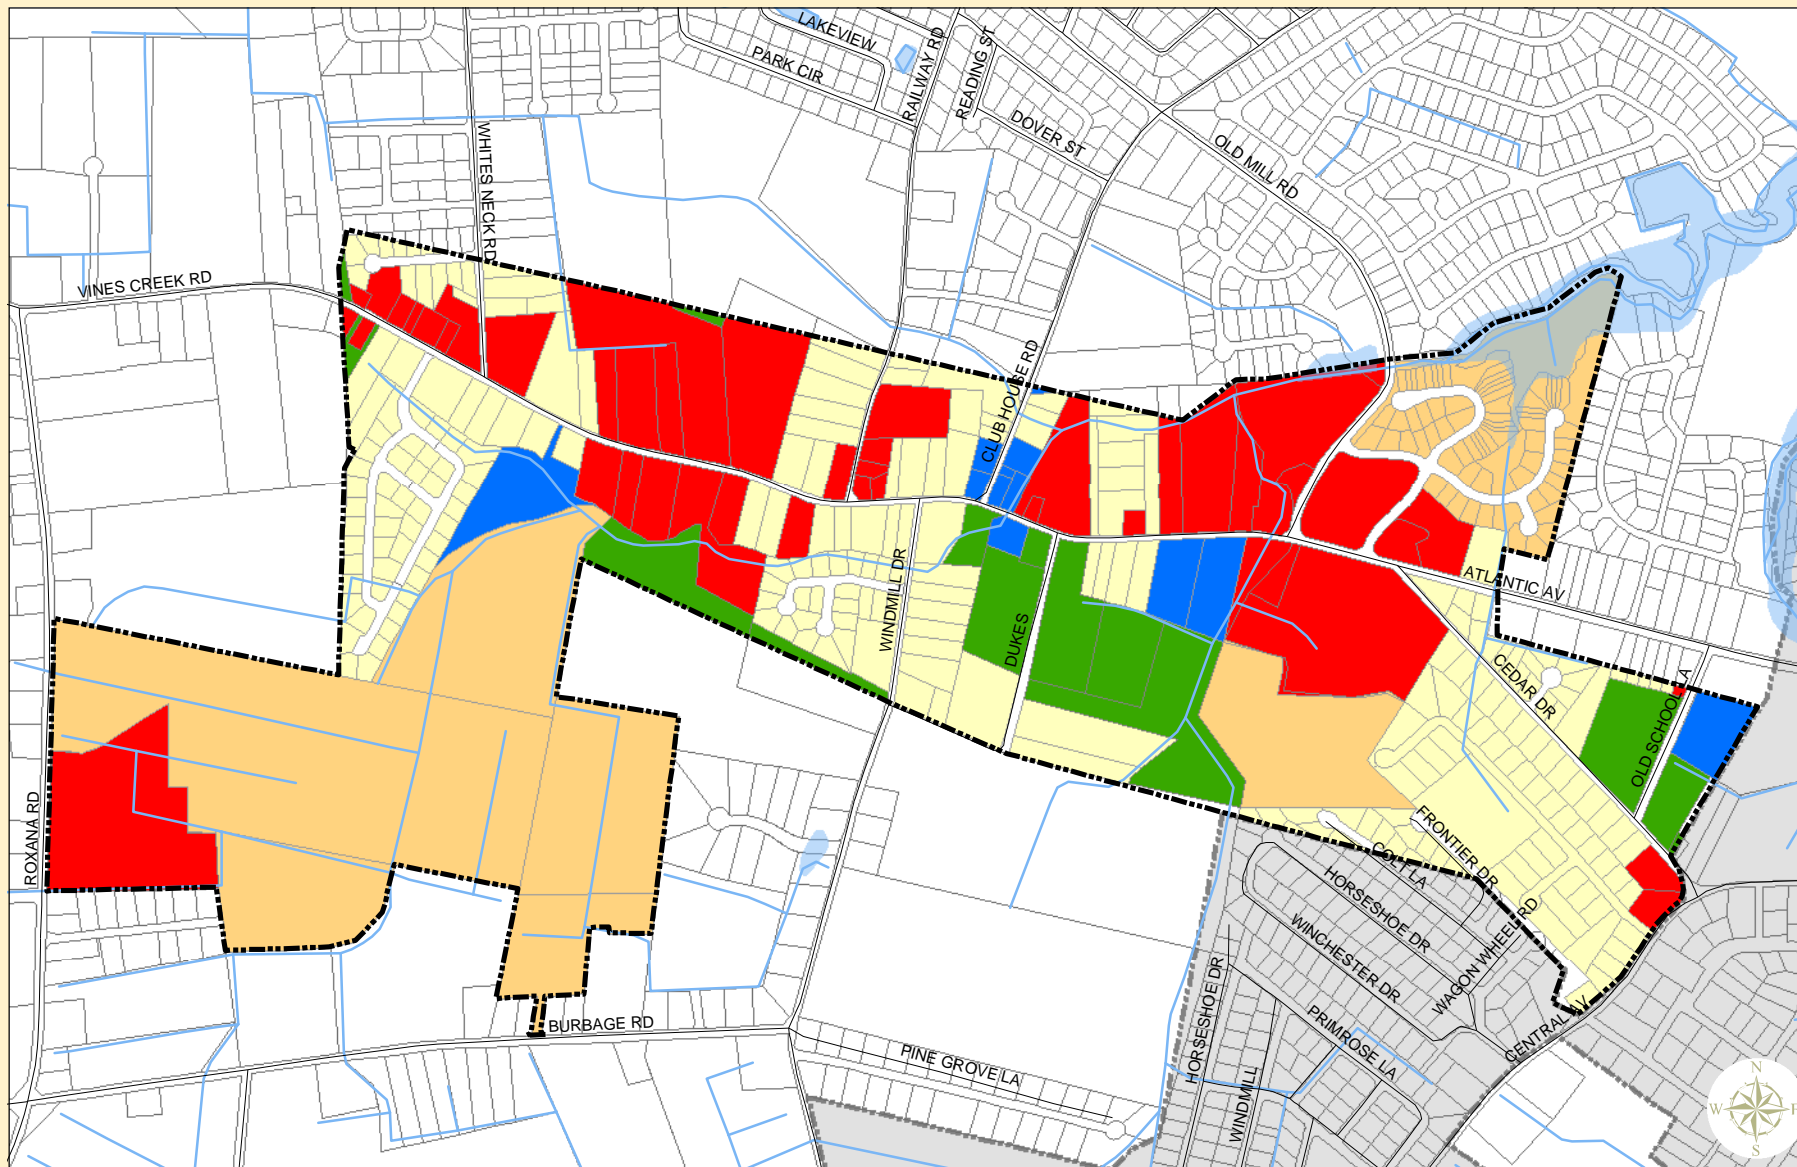 LAKEVIEW
PARK CIR
RAILWAY RD
READING ST
DOVER ST
OLD MILL RD
WHITES NECK RD
VINES CREEK RD
CLUB HOUSE RD
WINDMILL DR
DUKES
ATLANTIC AV
CEDAR DR
OLD SCHOOL LA
ROXANA RD
FRONTIER DR
COLT LA
HORSESHOE DR
WINCHESTER DR
WAGON WHEEL RD
CENTRAL AV
PRIMROSE LA
HORSESHOE DR
WINDMILL
BURBAGE RD
PINE GROVE LA
N
W
E
S